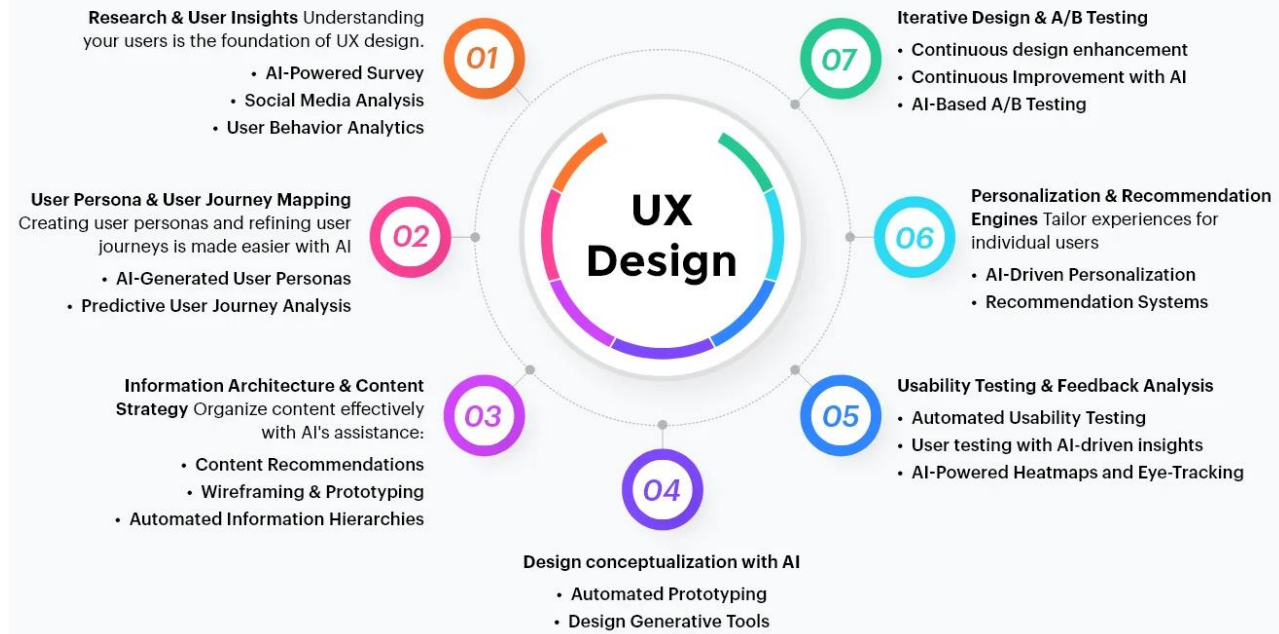 01
Research & User Insights Understanding
your users is the foundation of UX design.
• AI-Powered Survey
• Social Media Analysis
• User Behavior Analytics
02
User Persona & User Journey Mapping
Creating user personas and refining user
journeys is made easier with AI
• AI-Generated User Personas
• Predictive User Journey Analysis
03
Information Architecture & Content
Strategy Organize content effectively
with AI's assistance:
• Content Recommendations
• Wireframing & Prototyping
• Automated Information Hierarchies
UX
Design
04
Design conceptualization with AI
• Automated Prototyping
• Design Generative Tools
05
Usability Testing & Feedback Analysis
• Automated Usability Testing
• User testing with AI-driven insights
• AI-Powered Heatmaps and Eye-Tracking
06
Personalization & Recommendation
Engines Tailor experiences for
individual users
• AI-Driven Personalization
• Recommendation Systems
07
Iterative Design & A/B Testing
• Continuous design enhancement
• Continuous Improvement with AI
• AI-Based A/B Testing